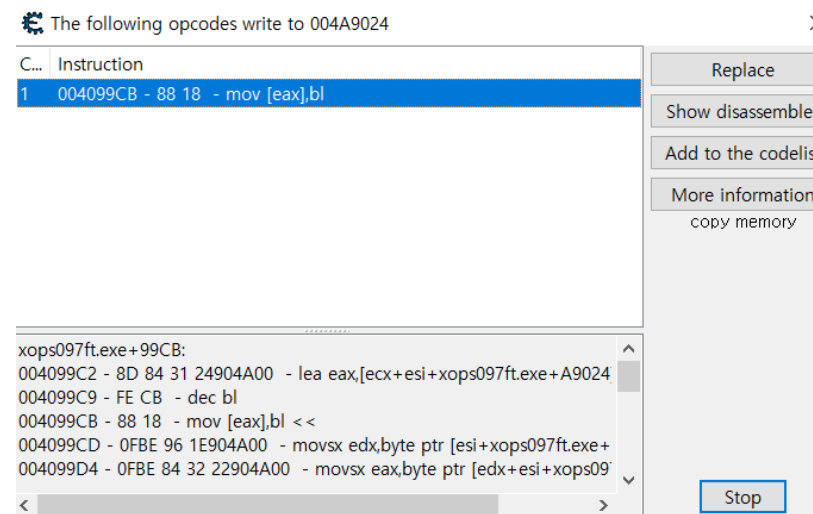 The following opcodes write to 004A9024
C... Instruction
1 004099CB - 88 18 - mov [eax],bl
Replace
Show disassemble
Add to the codelis
More information
copy memory
xops097ft.exe+99CB:
004099C2 - 8D 84 31 24904A00 - lea eax,[ecx+esi+xops097ft.exe+A9024]
004099C9 - FE CB - dec bl
004099CB - 88 18 - mov [eax],bl <<
004099CD - 0FBE 96 1E904A00 - movsx edx,byte ptr [esi+xops097ft.exe+
004099D4 - 0FBE 84 32 22904A00 - movsx eax,byte ptr [edx+esi+xops09
Stop